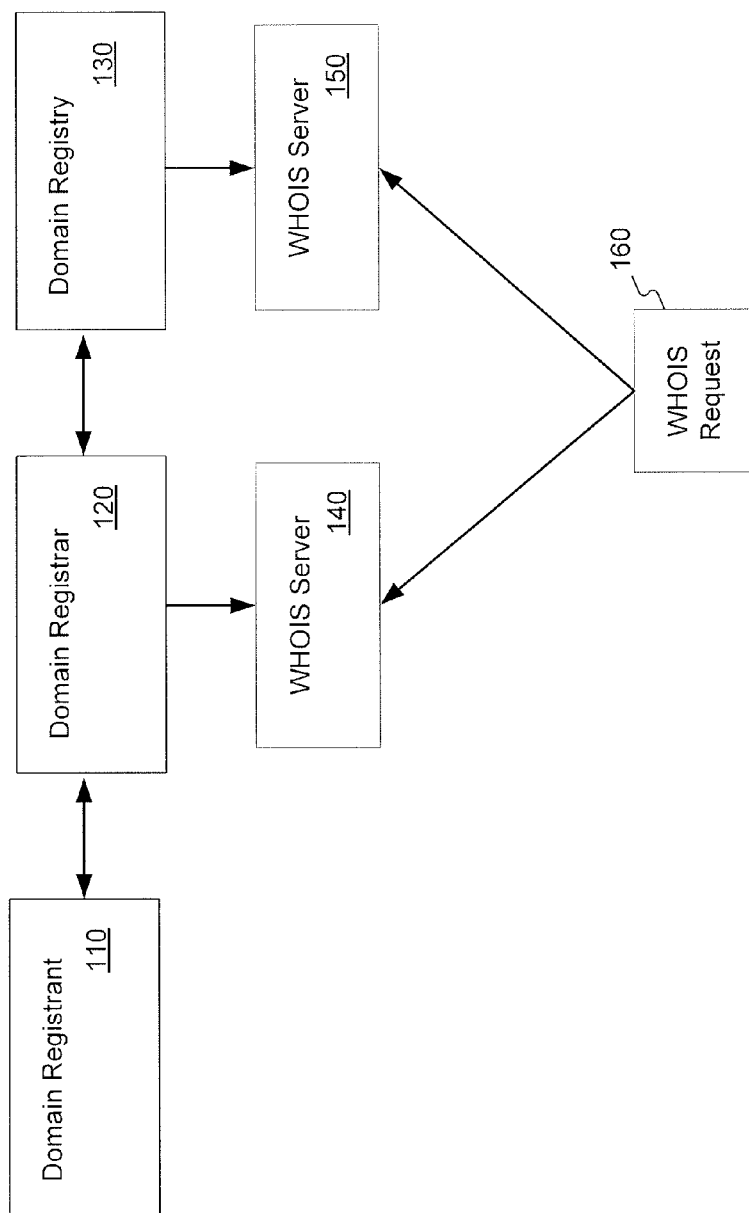 Domain Registrant
110
Domain Registrar
120
Domain Registry
130
WHOIS Server
140
WHOIS Server
150
WHOIS
Request
160